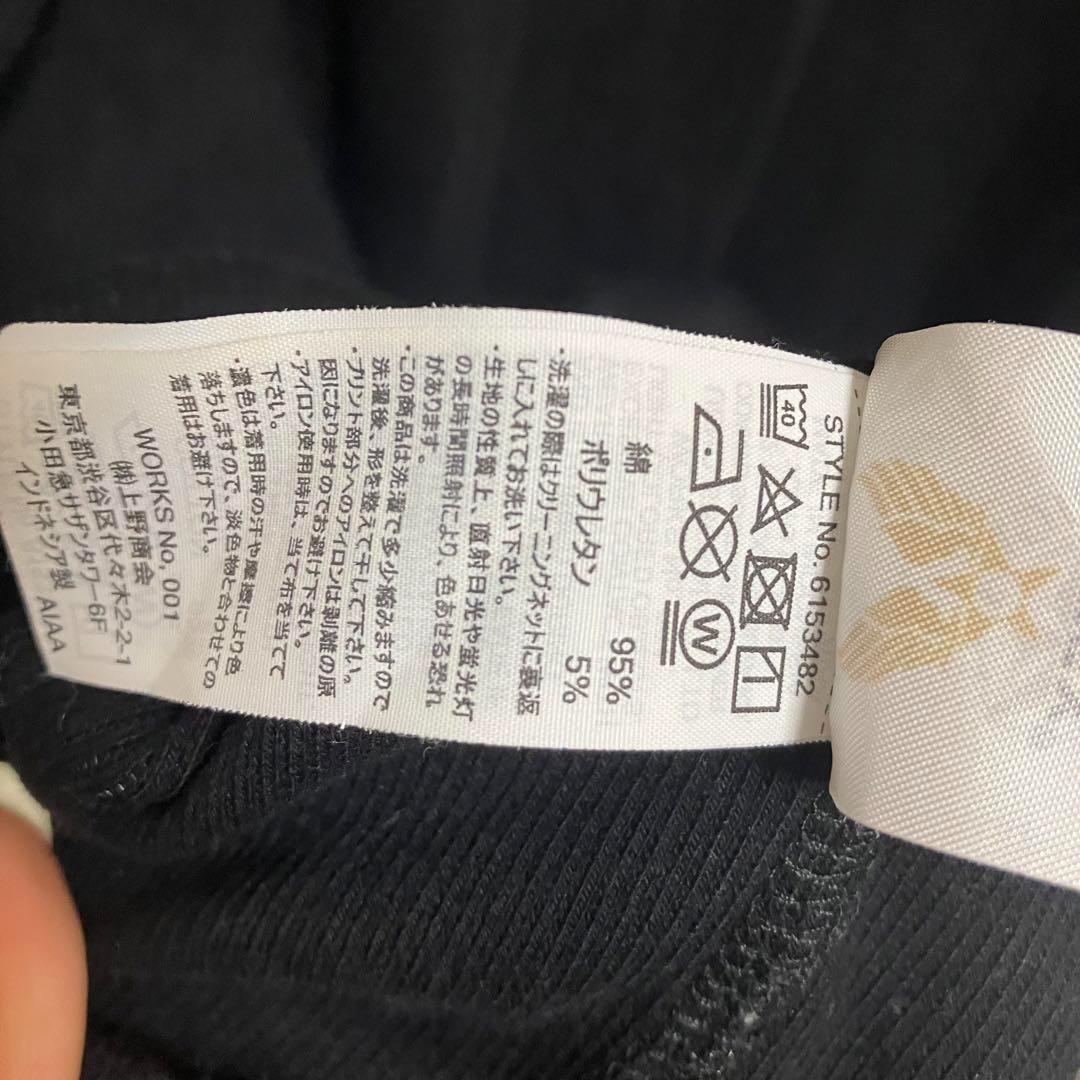 STYLE No. 6153482
40
W
綿 95%
ポリウレタン 5%
・洗濯の際はクリーニングネットに裏返
しに入れてお洗い下さい。
・生地の性質上、直射日光や蛍光灯
の長時間照射により、色あせる恐れ
があります。
・この商品は洗濯で多少縮みますので
洗濯後、形を整えて干して下さい。
・プリント部分へのアイロンは剥離の原
因になりますのでお避け下さい。
・アイロン使用時は、当て布を当てて
下さい。
・濃色は着用時の汗や摩擦により色
落ちしますので、淡色物と合わせての
着用はお避け下さい。
WORKS No, 001
㈱上野商会
東京都渋谷区代々木2-2-1
小田急サザンタワー6F
インドネシア製 AIAA